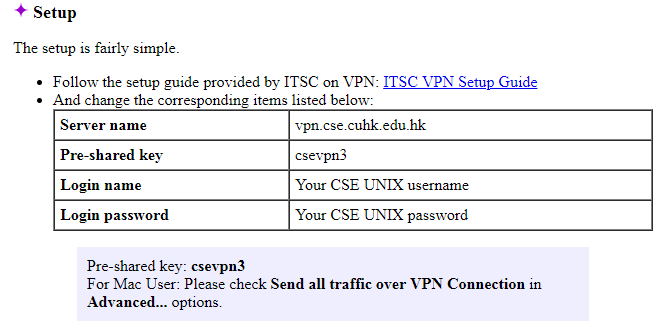 Setup
The setup is fairly simple.
Follow the setup guide provided by ITSC on VPN: ITSC VPN Setup Guide
And change the corresponding items listed below:
Server name vpn.cse.cuhk.edu.hk
Pre-shared key csevpn3
Login name Your CSE UNIX username
Login password Your CSE UNIX password
Pre-shared key: csevpn3
For Mac User: Please check Send all traffic over VPN Connection in
Advanced... options.